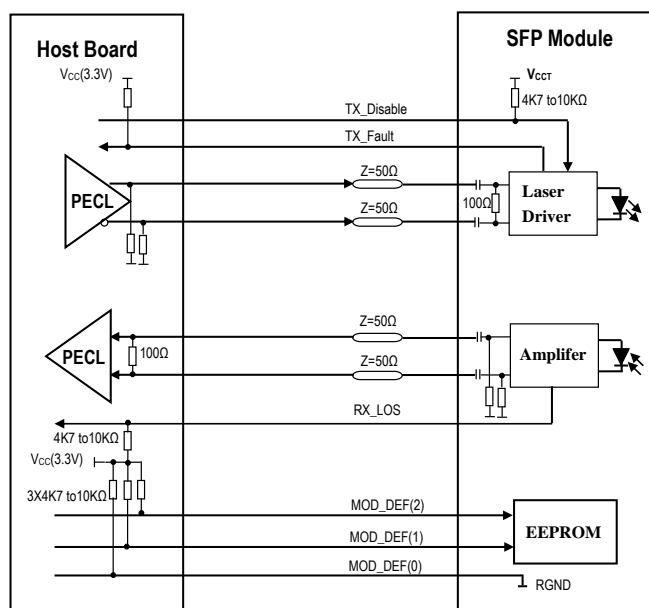 Host Board
SFP Module
VCC(3.3V)
VCCT
4K7 to10KΩ
TX_Disable
TX_Fault
PECL
Z=50Ω
Z=50Ω
100Ω
Laser
Driver
PECL
100Ω
Z=50Ω
Z=50Ω
Amplifer
RX_LOS
4K7 to10KΩ
VCC(3.3V)
3X4K7 to10KΩ
MOD_DEF(2)
MOD_DEF(1)
EEPROM
MOD_DEF(0)
RGND